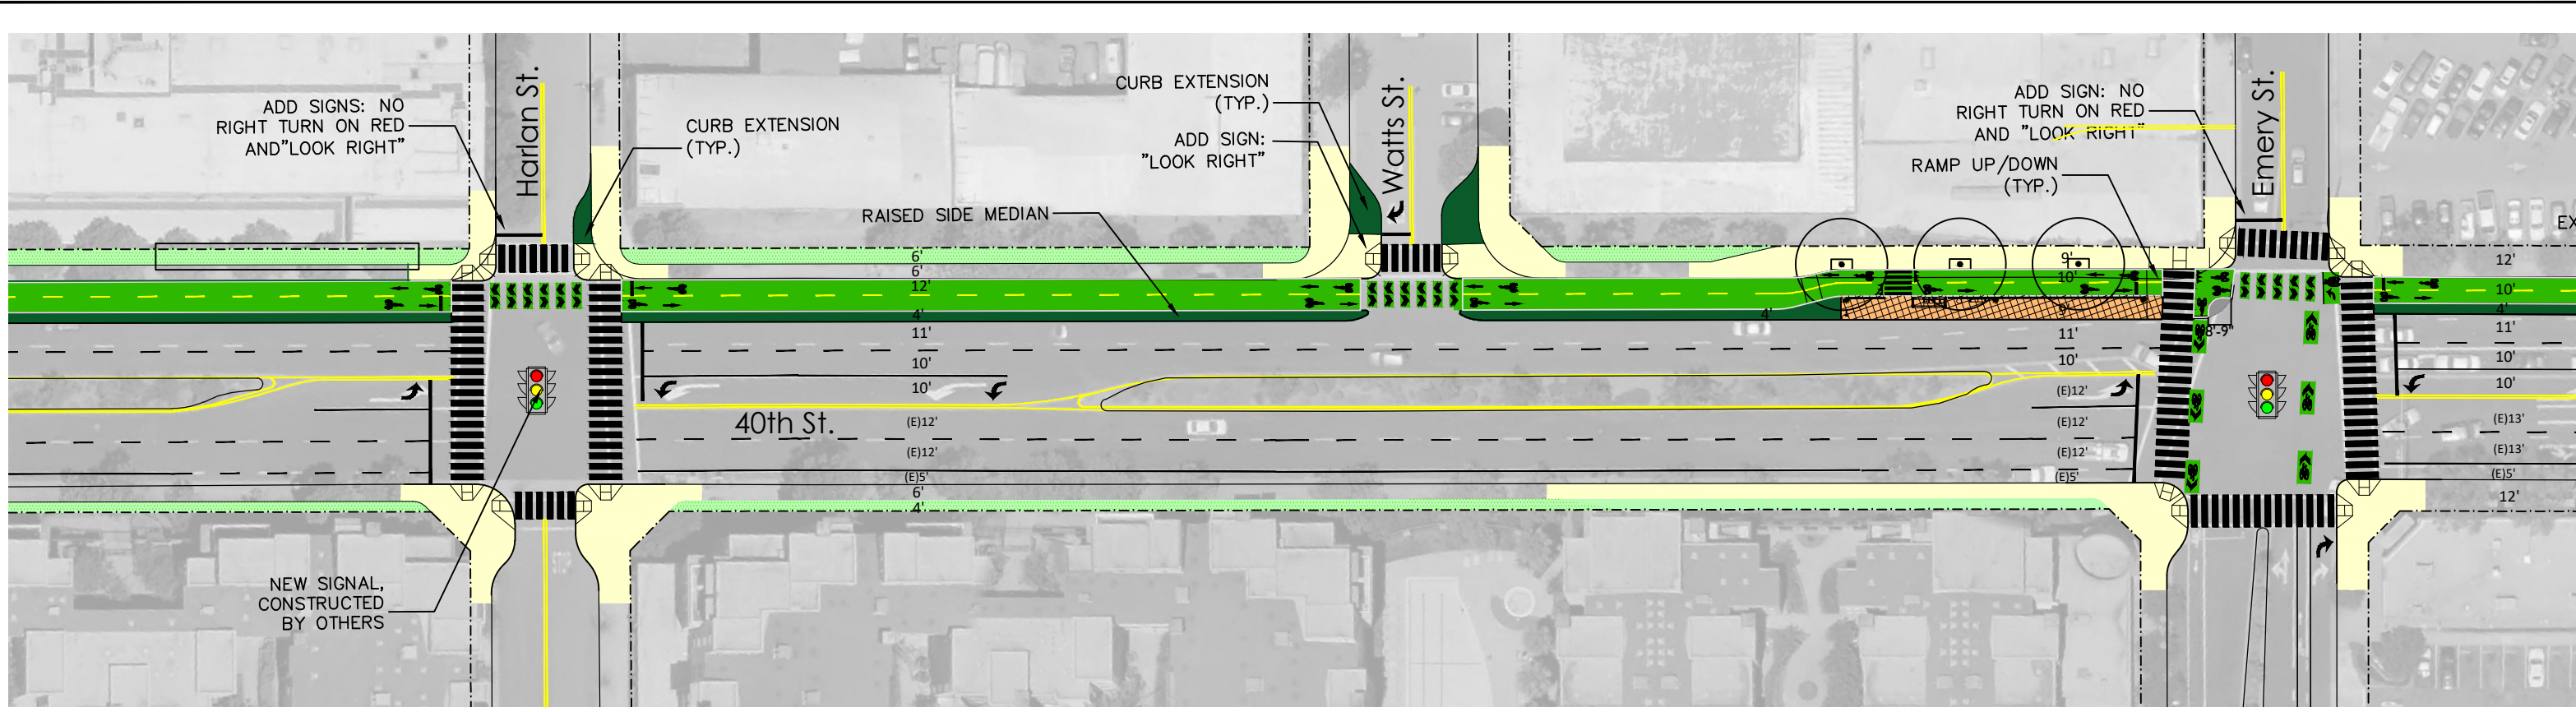 ADD SIGNS: NO
RIGHT TURN ON RED
AND"LOOK RIGHT"
Harlan St.
CURB EXTENSION
(TYP.)
RAISED SIDE MEDIAN
CURB EXTENSION
(TYP.)
ADD SIGN:
"LOOK RIGHT"
Watts St.
ADD SIGN: NO
RIGHT TURN ON RED
AND "LOOK RIGHT"
RAMP UP/DOWN
(TYP.)
Emery St.
EX
6'
6'
12'
4'
11'
10'
10'
(E)12'
(E)12'
(E)5'
6'
4'
40th St.
4'
9'
10'
9'
11'
10'
(E)12'
(E)12'
(E)12'
(E)5'
8'-9"
12'
10'
4'
11'
10'
10'
(E)13'
(E)13'
(E)5'
12'
NEW SIGNAL,
CONSTRUCTED
BY OTHERS